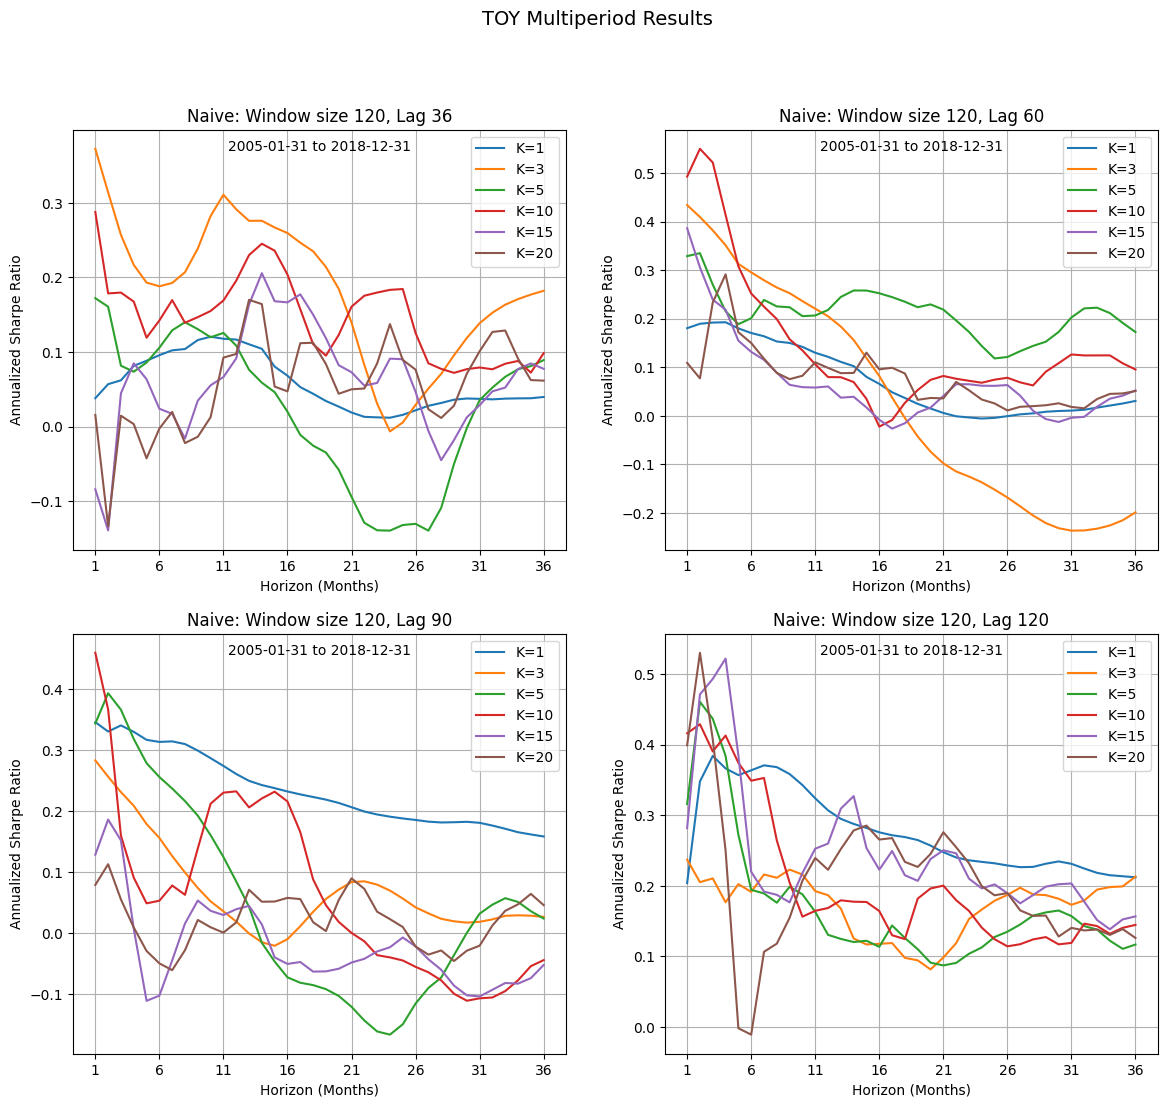 TOY Multiperiod Results
Naive: Window size 120, Lag 36
2005-01-31 to 2018-12-31
K=1
K=3
K=5
K=10
K=15
K=20
Annualized Sharpe Ratio
0.3
0.2
0.1
0.0
−0.1
1 6 11 16 21 26 31 36
Horizon (Months)
Naive: Window size 120, Lag 60
2005-01-31 to 2018-12-31
K=1
K=3
K=5
K=10
K=15
K=20
Annualized Sharpe Ratio
0.5
0.4
0.3
0.2
0.1
0.0
−0.1
−0.2
1 6 11 16 21 26 31 36
Horizon (Months)
Naive: Window size 120, Lag 90
2005-01-31 to 2018-12-31
K=1
K=3
K=5
K=10
K=15
K=20
Annualized Sharpe Ratio
0.4
0.3
0.2
0.1
0.0
−0.1
1 6 11 16 21 26 31 36
Horizon (Months)
Naive: Window size 120, Lag 120
2005-01-31 to 2018-12-31
K=1
K=3
K=5
K=10
K=15
K=20
Annualized Sharpe Ratio
0.5
0.4
0.3
0.2
0.1
0.0
1 6 11 16 21 26 31 36
Horizon (Months)